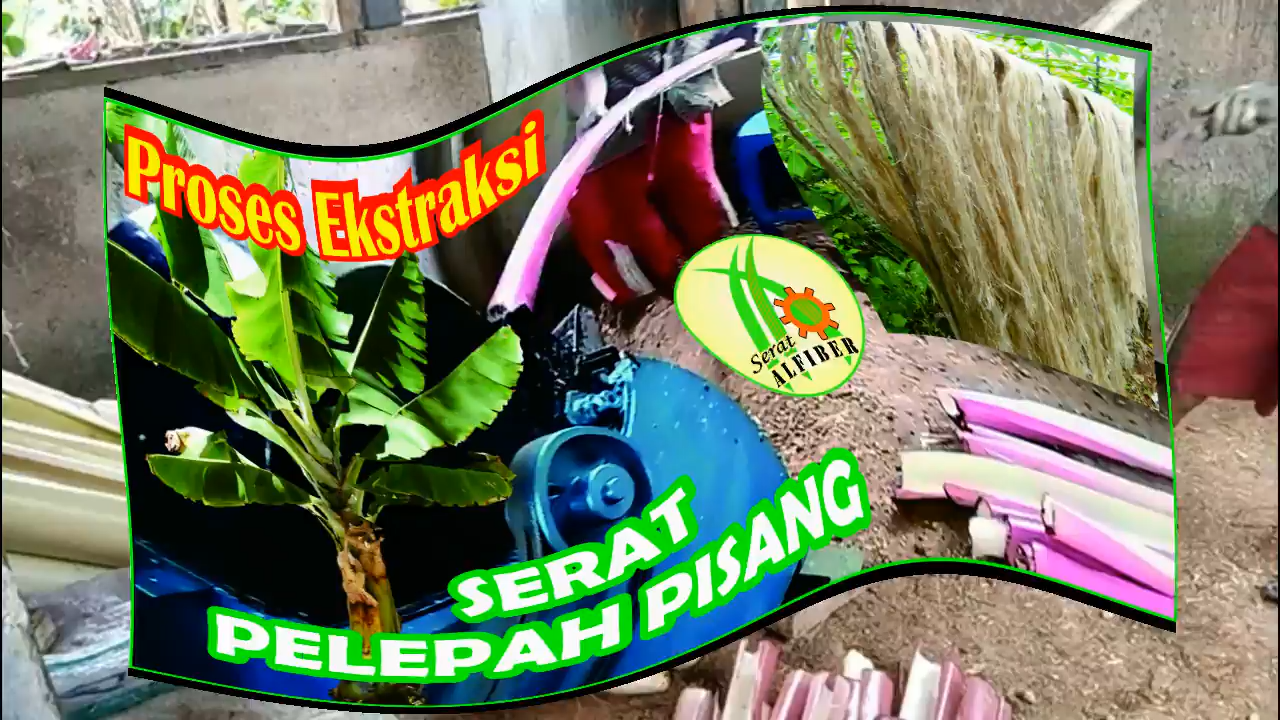 Proses Ekstraksi
Serat
ALFIBER
SERAT
PELEPAH PISANG